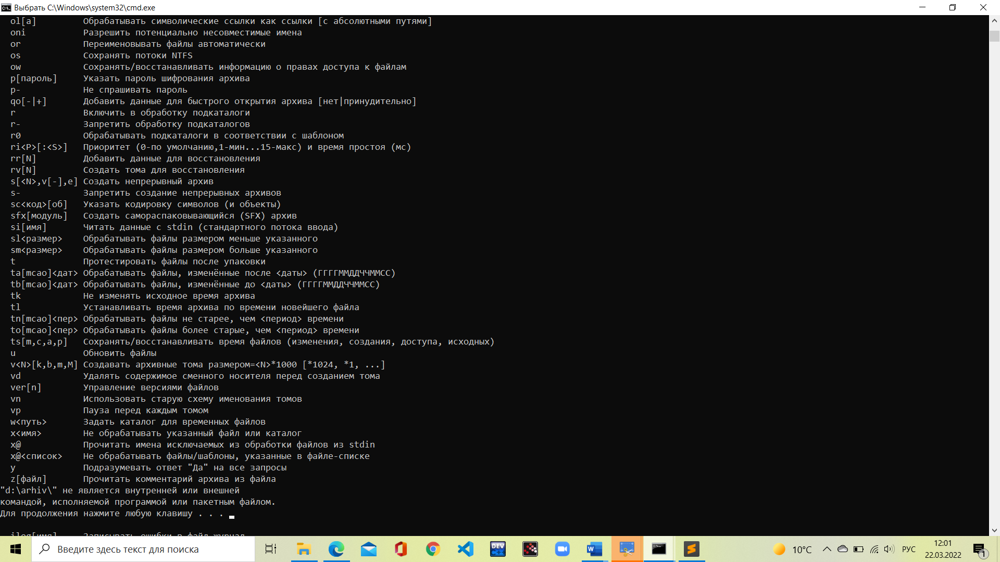 Выбрать C:\Windows\system32\cmd.exe
ol[a] Обрабатывать символические ссылки как ссылки [с абсолютными путями]
oni Разрешить потенциально несовместимые имена
or Переименовывать файлы автоматически
os Сохранять потоки NTFS
ow Сохранять/восстанавливать информацию о правах доступа к файлам
p[пароль] Указать пароль шифрования архива
p- Не спрашивать пароль
qo[-|+] Добавить данные для быстрого открытия архива [нет|принудительно]
r Включить в обработку подкаталоги
r- Запретить обработку подкаталогов
r0 Обрабатывать подкаталоги в соответствии с шаблоном
ri<P>[:<S>] Приоритет (0-по умолчанию,1-мин...15-макс) и время простоя (мс)
rr[N] Добавить данные для восстановления
rv[N] Создать тома для восстановления
s[<N>,v[-],e] Создать непрерывный архив
s- Запретить создание непрерывных архивов
sc<код>[об] Указать кодировку символов (и объекты)
sfx[модуль] Создать самораспаковывающийся (SFX) архив
si[имя] Читать данные с stdin (стандартного потока ввода)
sl<размер> Обрабатывать файлы размером меньше указанного
sm<размер> Обрабатывать файлы размером больше указанного
t Протестировать файлы после упаковки
ta[mcao]<дат> Обрабатывать файлы, изменённые после <даты> (ГГГГММДДЧЧММСС)
tb[mcao]<дат> Обрабатывать файлы, изменённые до <даты> (ГГГГММДДЧЧММСС)
tk Не изменять исходное время архива
tl Устанавливать время архива по времени новейшего файла
tn[mcao]<пер> Обрабатывать файлы не старее, чем <период> времени
to[mcao]<пер> Обрабатывать файлы более старые, чем <период> времени
ts[m,c,a,p] Сохранять/восстанавливать время файлов (изменения, создания, доступа, исходных)
u Обновить файлы
v<N>[k,b,m,M] Создавать архивные тома размером=<N>*1000 [*1024, *1, ...]
vd Удалять содержимое сменного носителя перед созданием тома
ver[n] Управление версиями файлов
vn Использовать старую схему именования томов
vp Пауза перед каждым томом
w<путь> Задать каталог для временных файлов
x<имя> Не обрабатывать указанный файл или каталог
x@ Прочитать имена исключаемых из обработки файлов из stdin
x@<список> Не обрабатывать файлы/шаблоны, указанные в файле-списке
y Подразумевать ответ "Да" на все запросы
z[файл] Прочитать комментарий архива из файла
"d:\arhiv\" не является внутренней или внешней
командой, исполняемой программой или пакетным файлом.
Для продолжения нажмите любую клавишу . . .
ilog[имя] Записывать ошибки в файл журнал
Введите здесь текст для поиска
DEV C++
W
10°C
РУС
12:01
22.03.2022
1